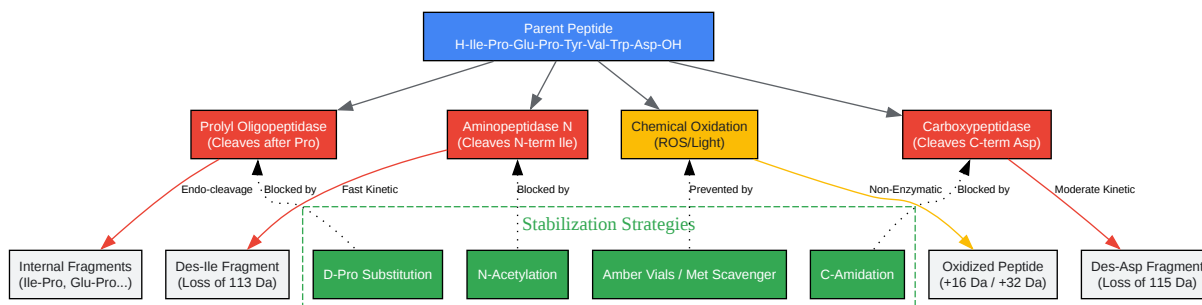 Parent Peptide
H-Ile-Pro-Glu-Pro-Tyr-Val-Trp-Asp-OH
Prolyl Oligopeptidase
(Cleaves after Pro)
Aminopeptidase N
(Cleaves N-term Ile)
Chemical Oxidation
(ROS/Light)
Carboxypeptidase
(Cleaves C-term Asp)
Endo-cleavage
Blocked by
Fast Kinetic
Blocked by
Prevented by
Non-Enzymatic
Blocked by
Moderate Kinetic
Stabilization Strategies
Internal Fragments
(Ile-Pro, Glu-Pro...)
Des-Ile Fragment
(Loss of 113 Da)
D-Pro Substitution
N-Acetylation
Amber Vials / Met Scavenger
C-Amidation
Oxidized Peptide
(+16 Da / +32 Da)
Des-Asp Fragment
(Loss of 115 Da)